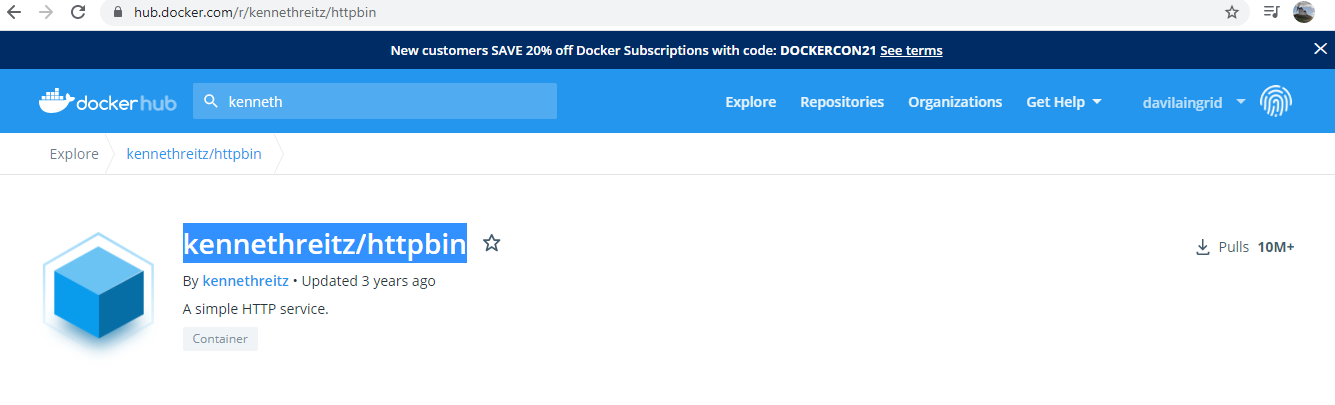 hub.docker.com/r/kennethreitz/httpbin
New customers SAVE 20% off Docker Subscriptions with code: DOCKERCON21 See terms
dockerhub kenneth Explore Repositories Organizations Get Help davilaingrid
Explore kennethreitz/httpbin
kennethreitz/httpbin
Pulls 10M+
By kennethreitz • Updated 3 years ago
A simple HTTP service.
Container